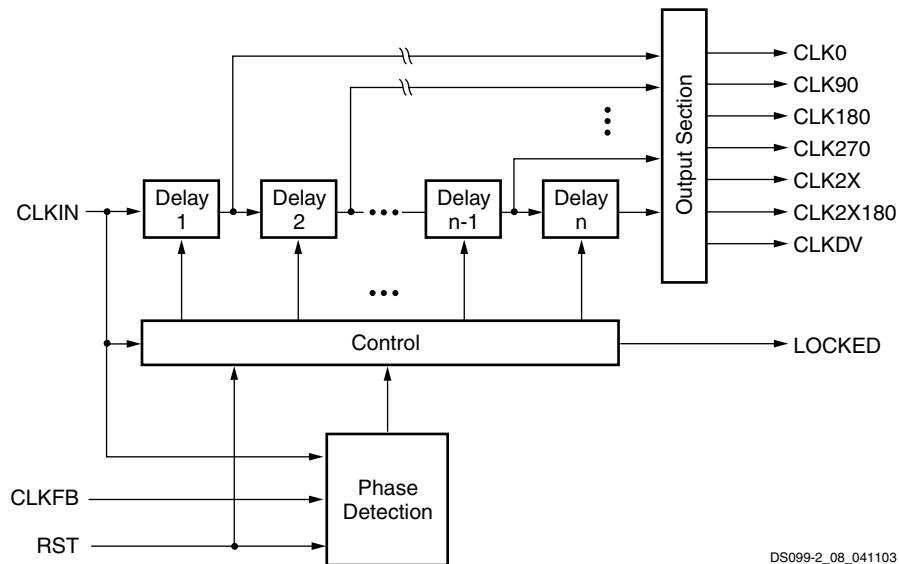 CLK0
CLK90
CLK180
CLK270
CLK2X
CLK2X180
CLKDV
Output Section
CLKIN
Delay
1
Delay
2
Delay
n-1
Delay
n
Control
LOCKED
Phase
Detection
CLKFB
RST
DS099-2_08_041103